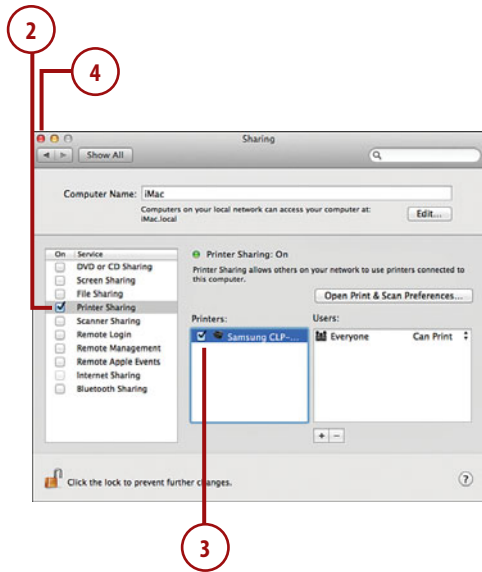 2
4
Sharing
Show All
Computer Name: iMac
Computers on your local network can access your computer at:
iMac.local
Edit...
On Service
DVD or CD Sharing
Screen Sharing
File Sharing
Printer Sharing
Scanner Sharing
Remote Login
Remote Management
Remote Apple Events
Internet Sharing
Bluetooth Sharing
Printer Sharing: On
Printer Sharing allows others on your network to use printers connected to
this computer.
Open Print & Scan Preferences...
Printers:
Users:
Samsung CLP-...
Everyone Can Print
+ −
Click the lock to prevent further changes.
?
3